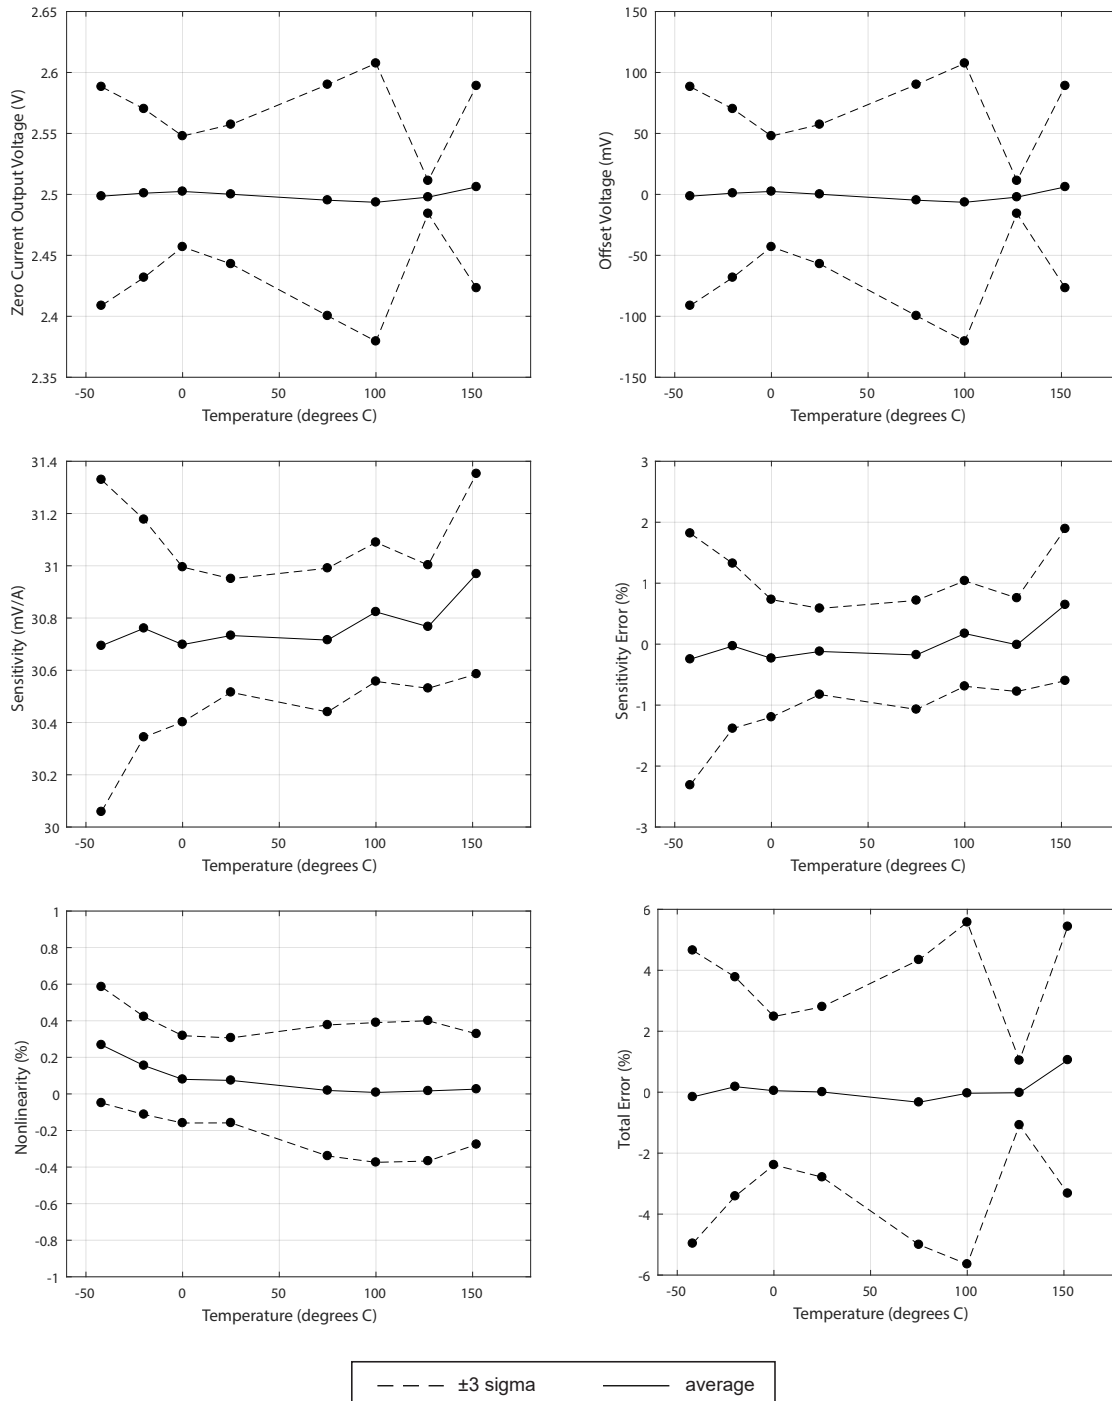 Zero Current Output Voltage (V)
2.65
2.6
2.55
2.5
2.45
2.4
2.35
-50 0 50 100 150
Temperature (degrees C)
Offset Voltage (mV)
150
100
50
0
-50
-100
-150
-50 0 50 100 150
Temperature (degrees C)
Sensitivity (mV/A)
31.4
31.2
31
30.8
30.6
30.4
30.2
30
-50 0 50 100 150
Temperature (degrees C)
Sensitivity Error (%)
3
2
1
0
-1
-2
-3
-50 0 50 100 150
Temperature (degrees C)
Nonlinearity (%)
1
0.8
0.6
0.4
0.2
0
-0.2
-0.4
-0.6
-0.8
-1
-50 0 50 100 150
Temperature (degrees C)
Total Error (%)
6
4
2
0
-2
-4
-6
-50 0 50 100 150
Temperature (degrees C)
±3 sigma average